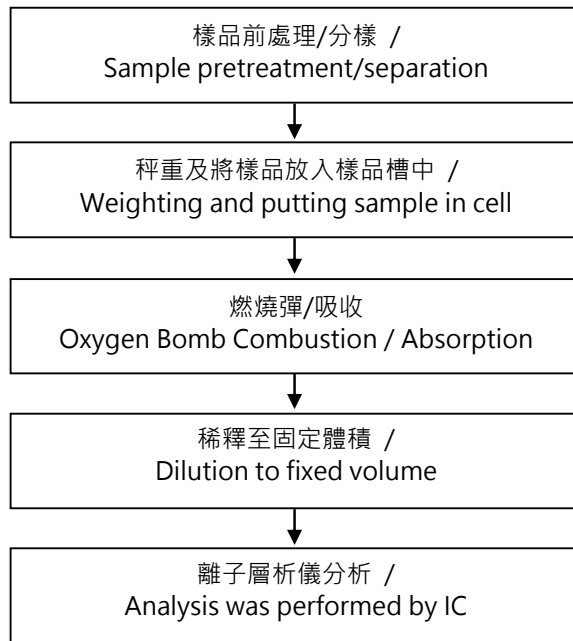 樣品前處理/分樣 /
Sample pretreatment/separation
秤重及將樣品放入樣品槽中 /
Weighting and putting sample in cell
燃燒彈/吸收
Oxygen Bomb Combustion / Absorption
稀釋至固定體積 /
Dilution to fixed volume
離子層析儀分析 /
Analysis was performed by IC